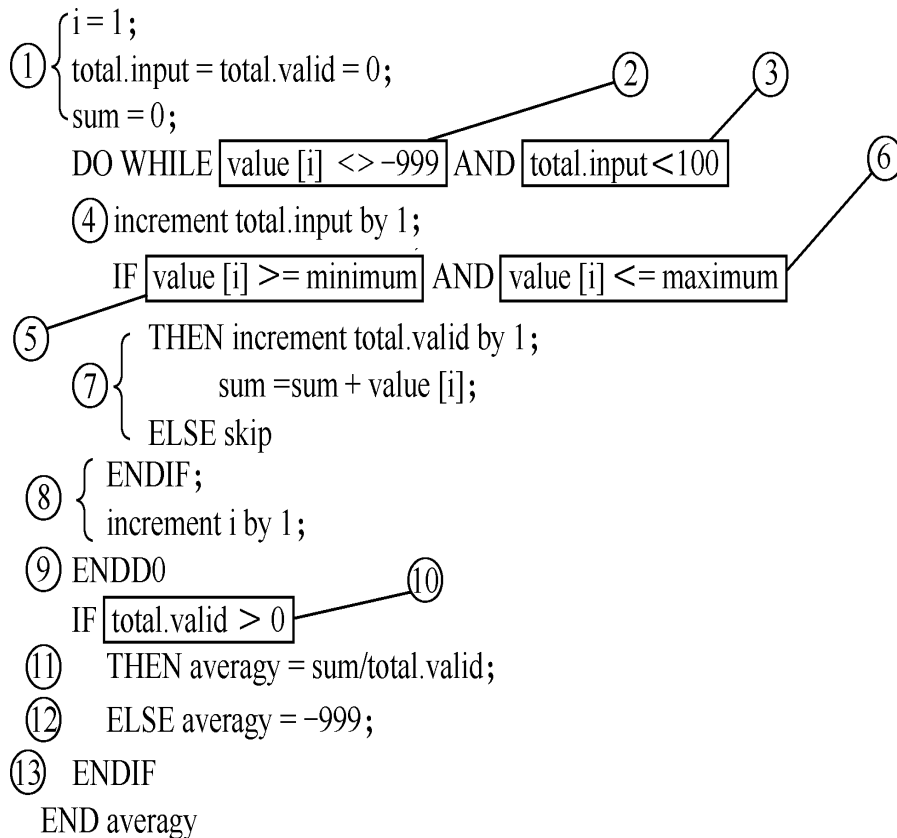 i = 1;
① total.input = total.valid = 0; ② ③
sum = 0;
DO WHILE value [i] <> -999 AND total.input < 100 ⑥
④ increment total.input by 1;
IF value [i] >= minimum AND value [i] <= maximum
⑤ THEN increment total.valid by 1;
⑦ sum = sum + value [i];
ELSE skip
⑧ ENDIF;
increment i by 1;
⑨ ENDD0 ⑩
IF total.valid > 0
⑪ THEN averagy = sum/total.valid;
⑫ ELSE averagy = -999;
⑬ ENDIF
END averagy